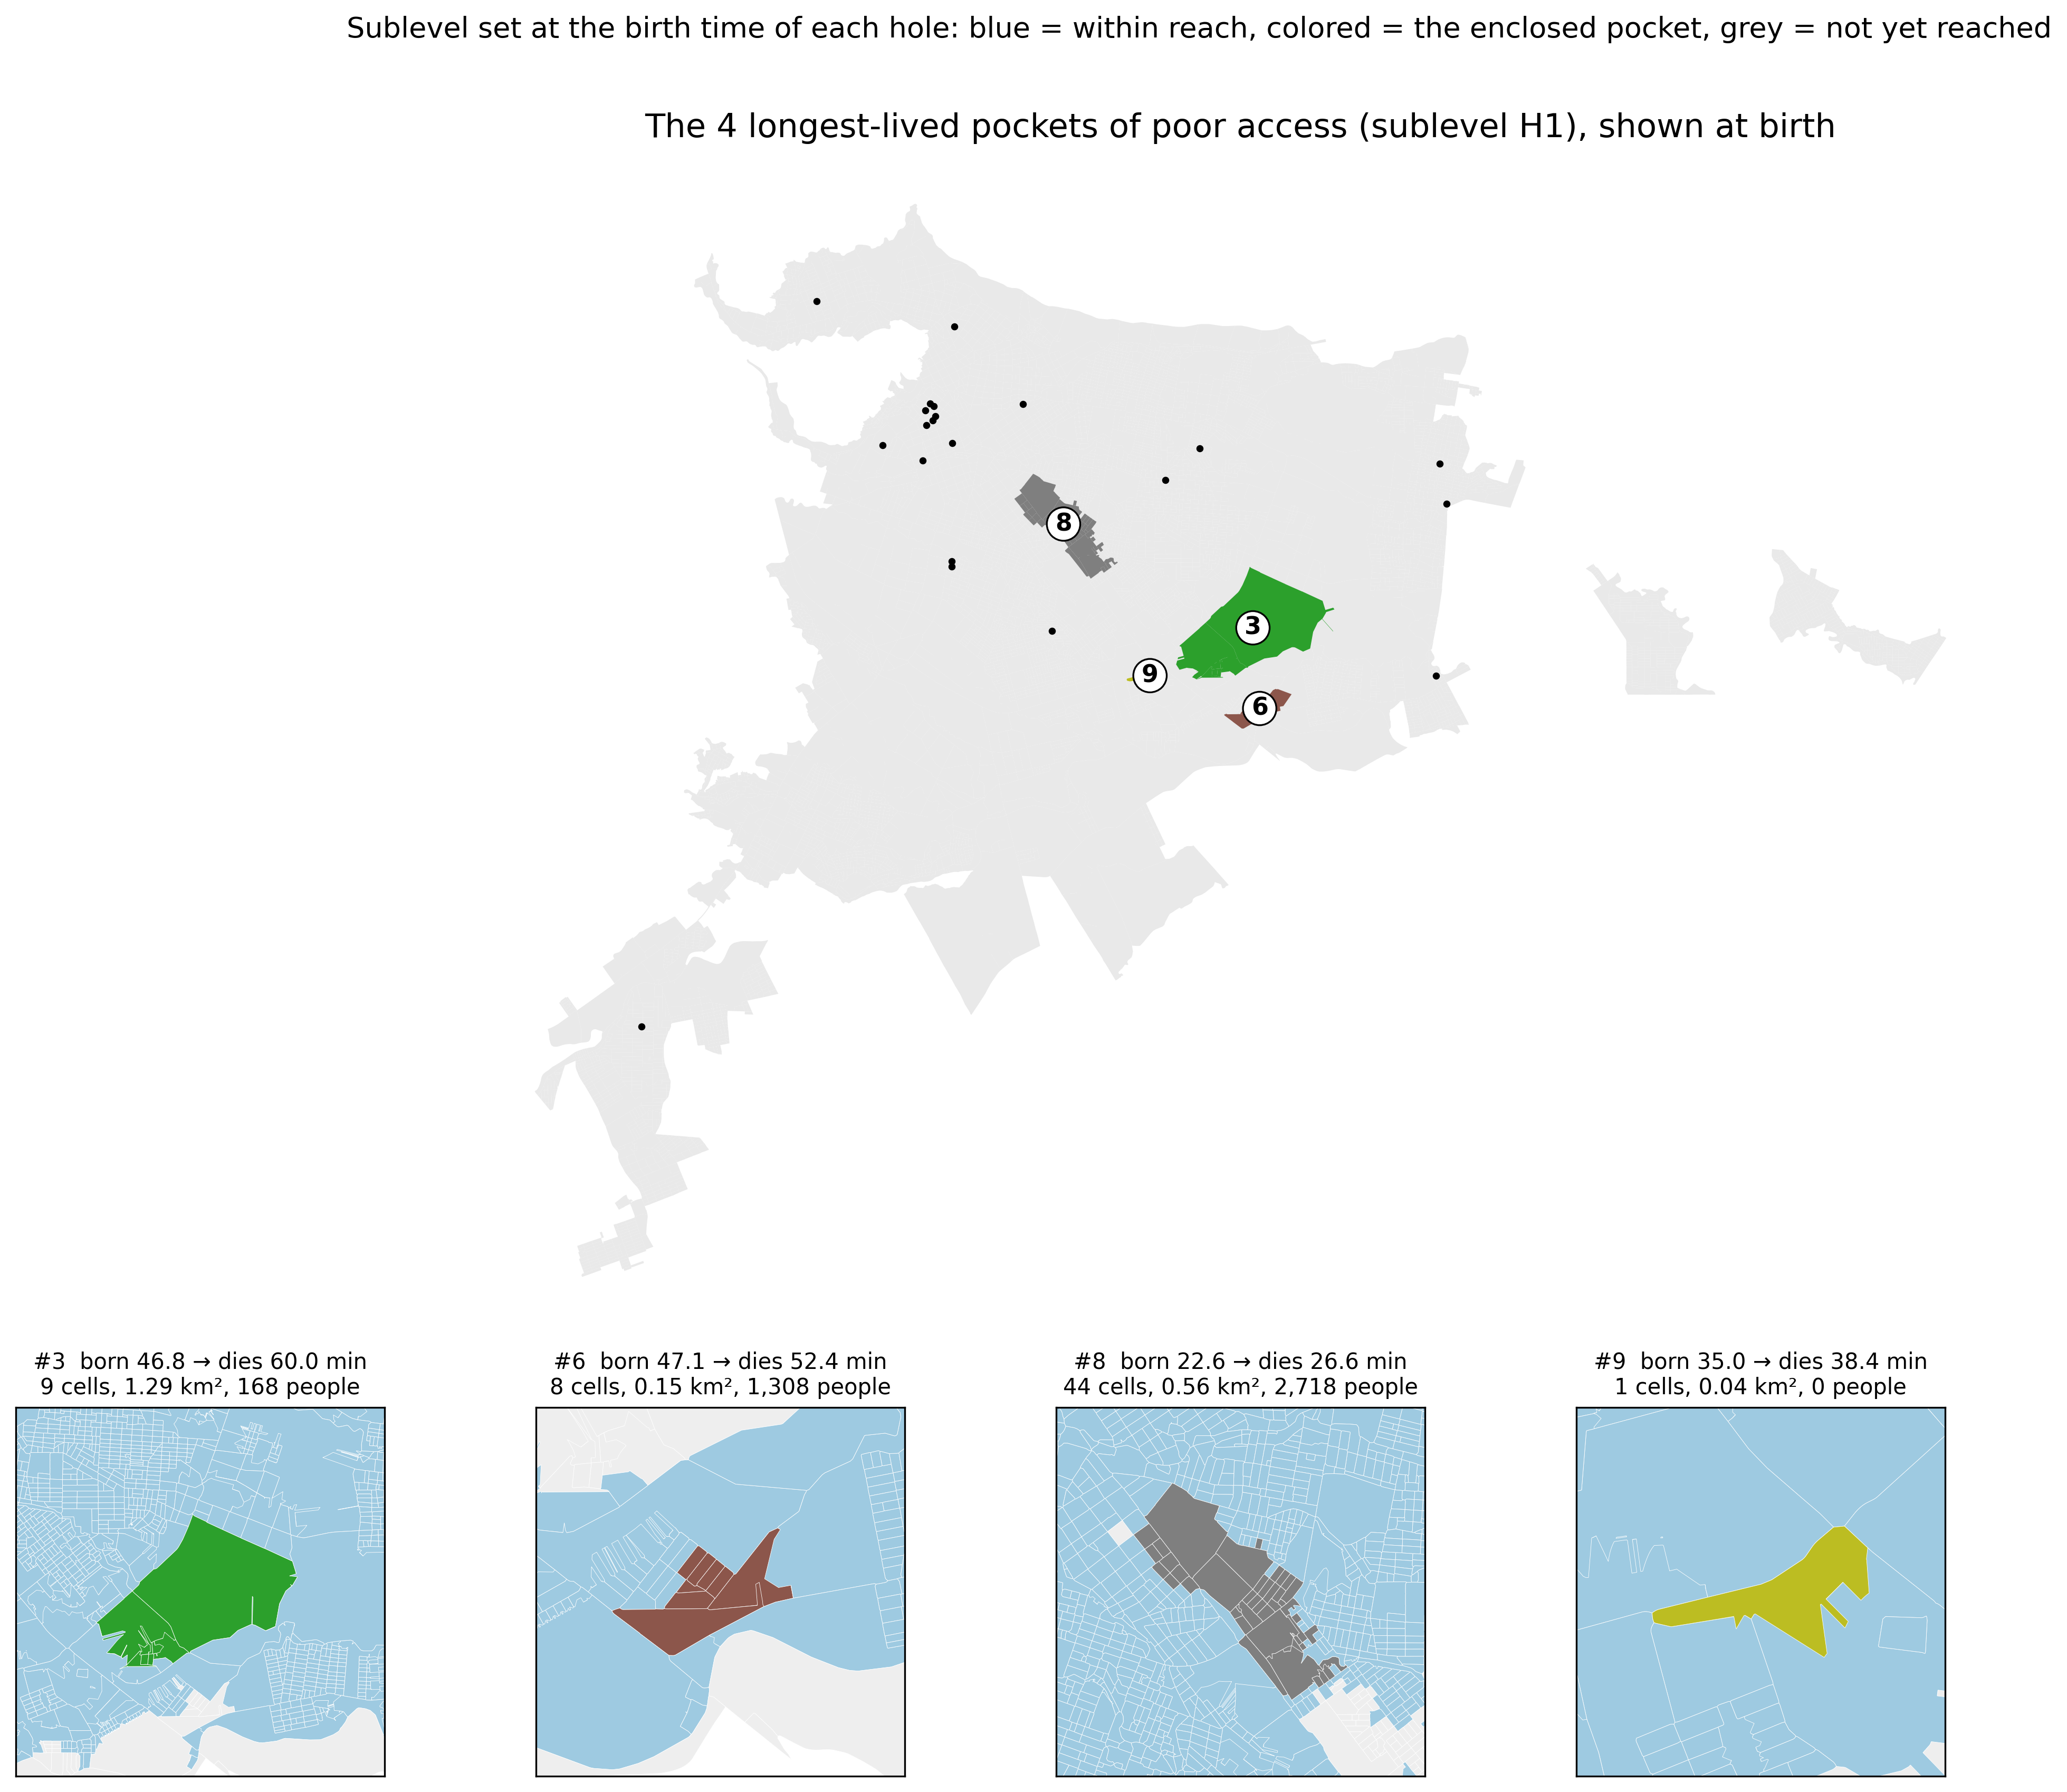 Sublevel set at the birth time of each hole: blue = within reach, colored = the enclosed pocket, grey = not yet reached
The 4 longest-lived pockets of poor access (sublevel H1), shown at birth
8
3
9
6
#3  born 46.8 → dies 60.0 min
9 cells, 1.29 km², 168 people
#6  born 47.1 → dies 52.4 min
8 cells, 0.15 km², 1,308 people
#8  born 22.6 → dies 26.6 min
44 cells, 0.56 km², 2,718 people
#9  born 35.0 → dies 38.4 min
1 cells, 0.04 km², 0 people